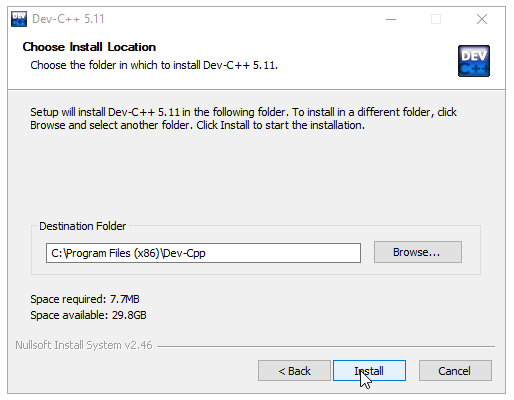 Dev-C++ 5.11
Choose Install Location
Choose the folder in which to install Dev-C++ 5.11.
DEV
C++
Setup will install Dev-C++ 5.11 in the following folder. To install in a different folder, click
Browse and select another folder. Click Install to start the installation.
Destination Folder
C:\Program Files (x86)\Dev-Cpp
Browse...
Space required: 7.7MB
Space available: 29.8GB
Nullsoft Install System v2.46
< Back
Install
Cancel